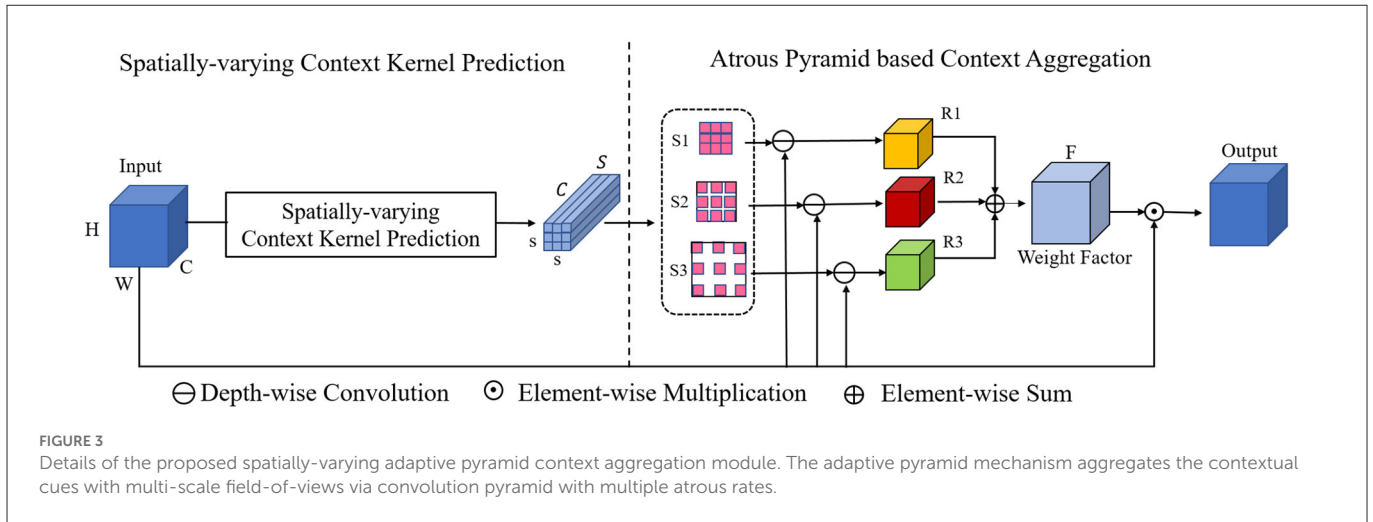 Spatially-varying Context Kernel Prediction
Atrous Pyramid based Context Aggregation
Input
H
W
C
Spatially-varying
Context Kernel Prediction
C
S
s
s
S1
S2
S3
R1
R2
R3
F
Weight Factor
Output
Depth-wise Convolution
Element-wise Multiplication
Element-wise Sum
FIGURE 3
Details of the proposed spatially-varying adaptive pyramid context aggregation module. The adaptive pyramid mechanism aggregates the contextual
cues with multi-scale field-of-views via convolution pyramid with multiple atrous rates.